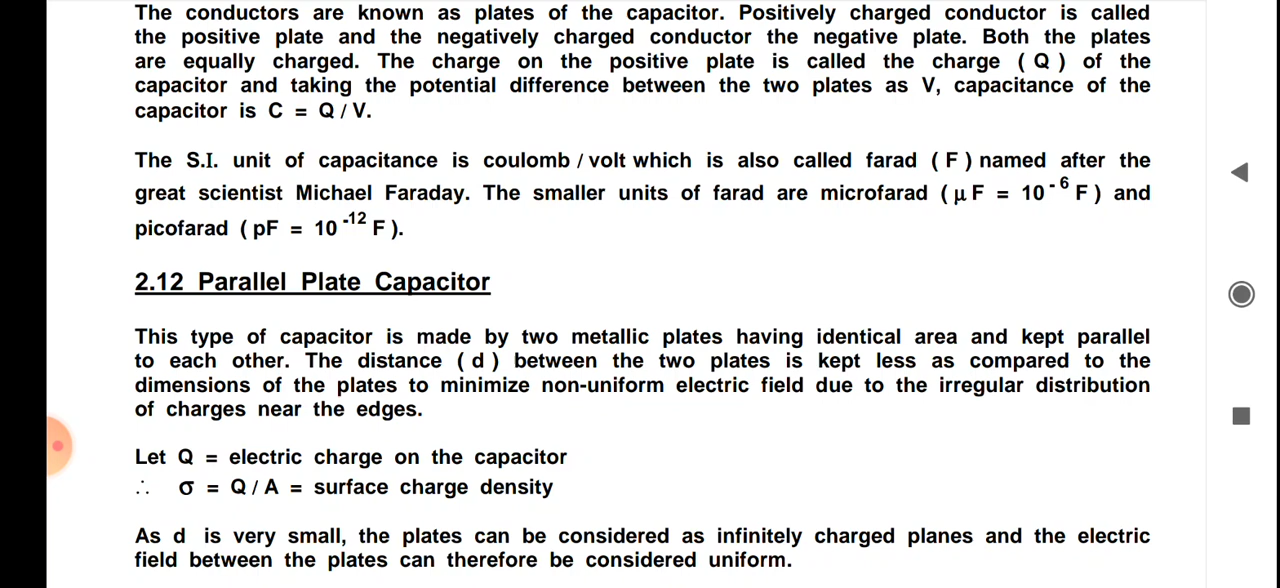 The conductors are known as plates of the capacitor. Positively charged conductor is called
the positive plate and the negatively charged conductor the negative plate. Both the plates
are equally charged. The charge on the positive plate is called the charge ( Q ) of the
capacitor and taking the potential difference between the two plates as V, capacitance of the
capacitor is C = Q / V.
The S.I. unit of capacitance is coulomb / volt which is also called farad ( F ) named after the
great scientist Michael Faraday. The smaller units of farad are microfarad ( μ F = 10⁻⁶ F ) and
picofarad ( pF = 10⁻¹² F ).
2.12 Parallel Plate Capacitor
This type of capacitor is made by two metallic plates having identical area and kept parallel
to each other. The distance ( d ) between the two plates is kept less as compared to the
dimensions of the plates to minimize non-uniform electric field due to the irregular distribution
of charges near the edges.
Let Q = electric charge on the capacitor
∴ σ = Q / A = surface charge density
As d is very small, the plates can be considered as infinitely charged planes and the electric
field between the plates can therefore be considered uniform.